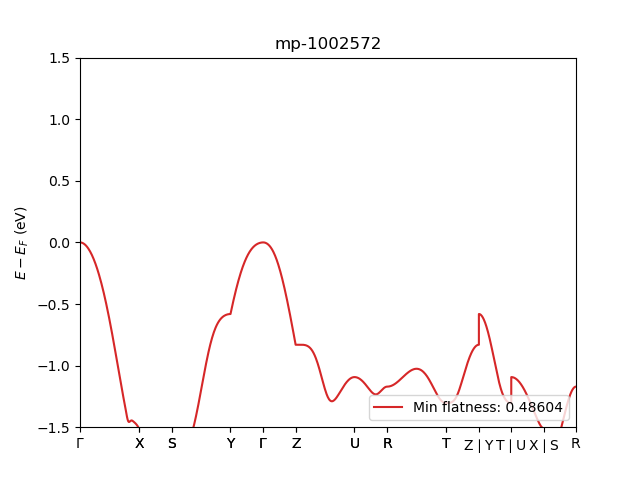 mp-1002572
E − E_F (eV)
1.5
1.0
0.5
0.0
−0.5
−1.0
−1.5
Min flatness: 0.48604
Γ X S Y Γ Z U R T Z | Y T | U X | S R